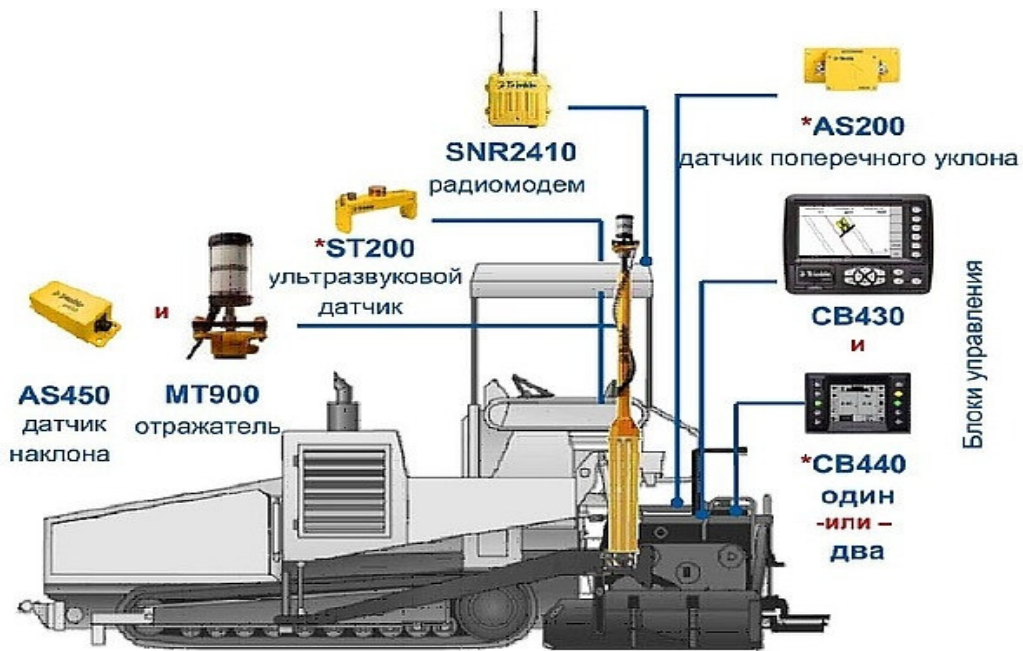 SNR2410
радиомодем
*AS200
датчик поперечного уклона
*ST200
ультразвуковой
датчик
AS450
датчик
наклона
и
MT900
отражатель
CB430
и
*CB440
один
-или –
два
Блоки управления
Trimble